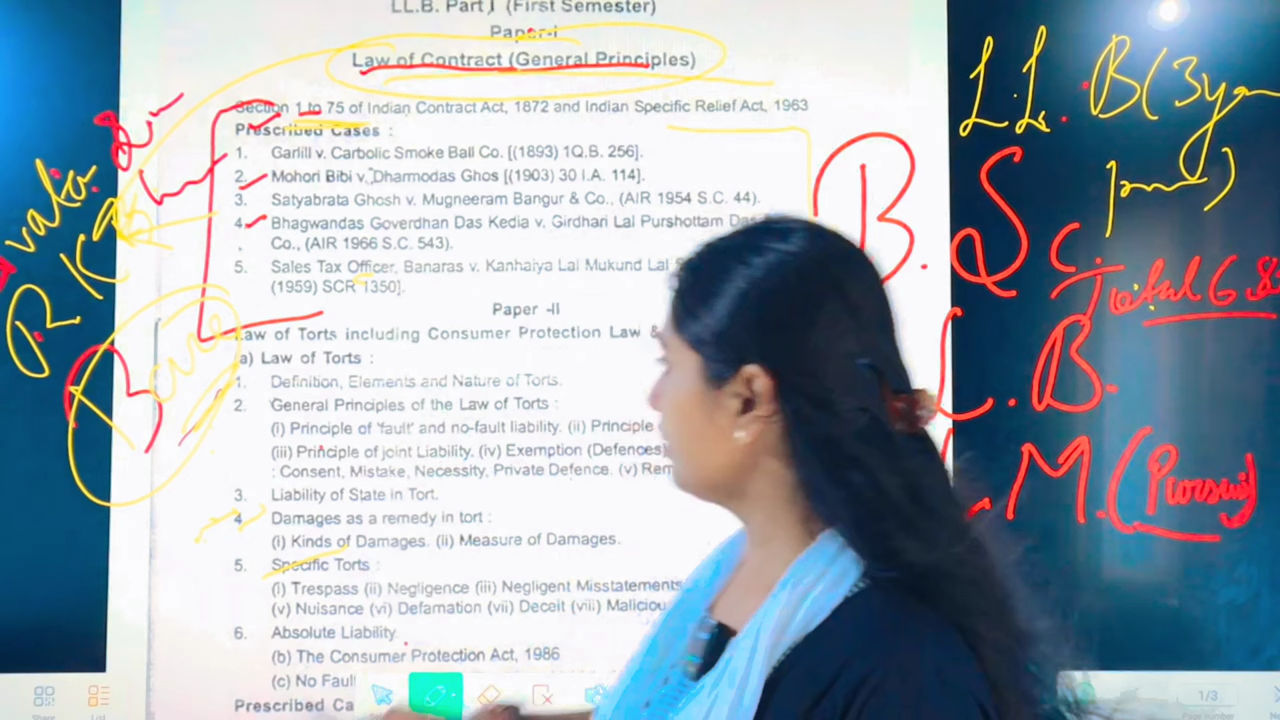 LL.B. Part I (First Semester)
Paper-I
Law of Contract (General Principles)
Section 1 to 75 of Indian Contract Act, 1872 and Indian Specific Relief Act, 1963
Prescribed Cases :
1. Garlill v. Carbolic Smoke Ball Co. [(1893) 1Q.B. 256].
2. Mohori Bibi v. Dharmodas Ghos [(1903) 30 I.A. 114].
3. Satyabrata Ghosh v. Mugneeram Bangur & Co., (AIR 1954 S.C. 44).
4. Bhagwandas Goverdhan Das Kedia v. Girdhari Lal Purshottam Das
Co., (AIR 1966 S.C. 543).
5. Sales Tax Officer, Banaras v. Kanhaiya Lal Mukund Lal
(1959) SCR 1350].
Paper -II
Law of Torts including Consumer Protection Law &
(a) Law of Torts :
1. Definition, Elements and Nature of Torts.
2. General Principles of the Law of Torts :
(i) Principle of 'fault' and no-fault liability. (ii) Principle
(iii) Principle of joint Liability. (iv) Exemption (Defences)
: Consent, Mistake, Necessity, Private Defence. (v) Rem
3. Liability of State in Tort.
4. Damages as a remedy in tort :
(i) Kinds of Damages. (ii) Measure of Damages.
5. Specific Torts :
(i) Trespass (ii) Negligence (iii) Negligent Misstatements
(v) Nuisance (vi) Defamation (vii) Deceit (viii) Maliciou
6. Absolute Liability.
(b) The Consumer Protection Act, 1986
(c) No Faul
Prescribed Ca
Bare
L.L.B (3year
B.Sc.
Total 6 S
L.B.
.M. (
1/3